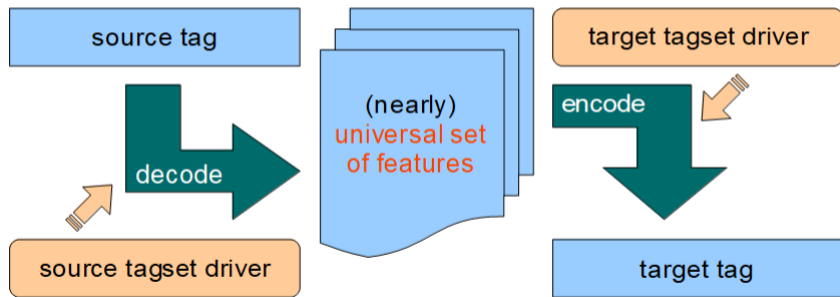 source tag
decode
source tagset driver
(nearly)
universal set
of features
target tagset driver
encode
target tag